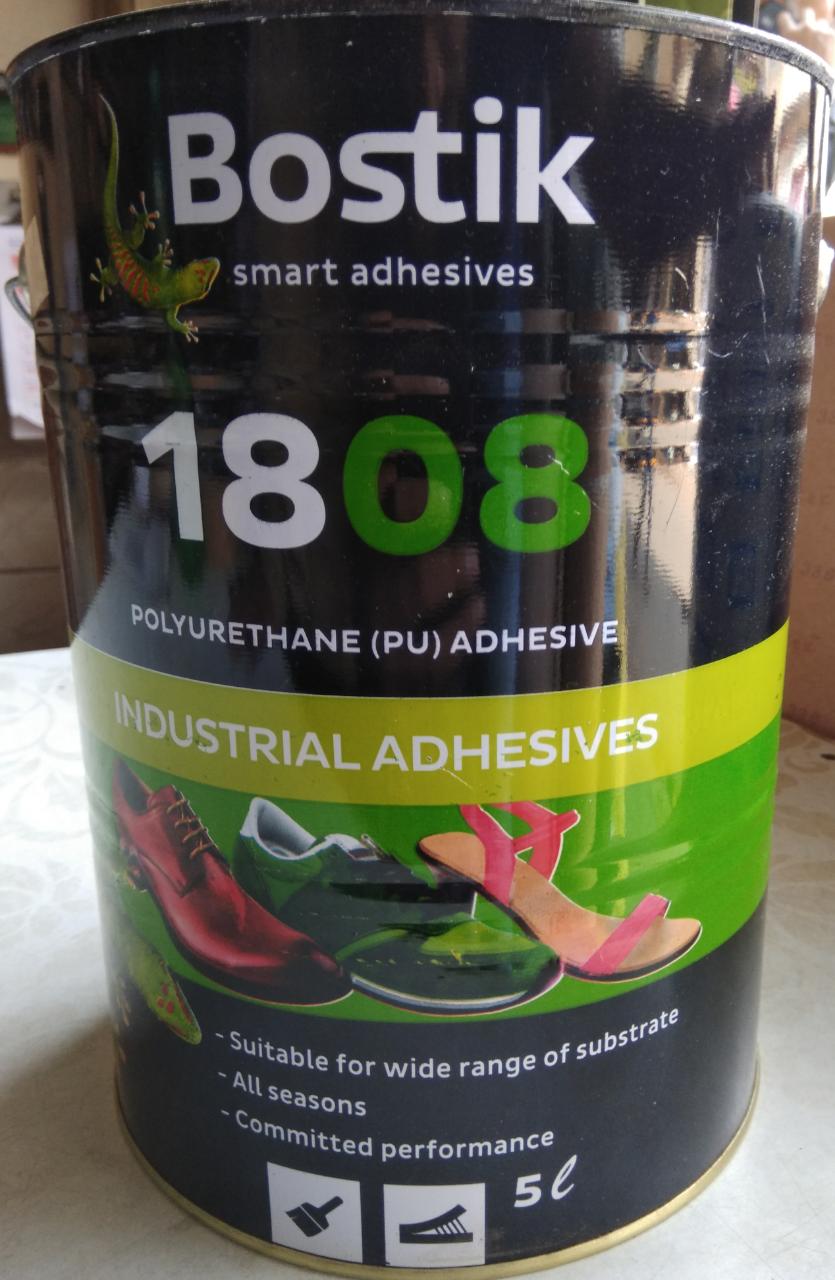 Bostik
smart adhesives
1808
POLYURETHANE (PU) ADHESIVE
INDUSTRIAL ADHESIVES
- Suitable for wide range of substrate
- All seasons
- Committed performance
5ℓ